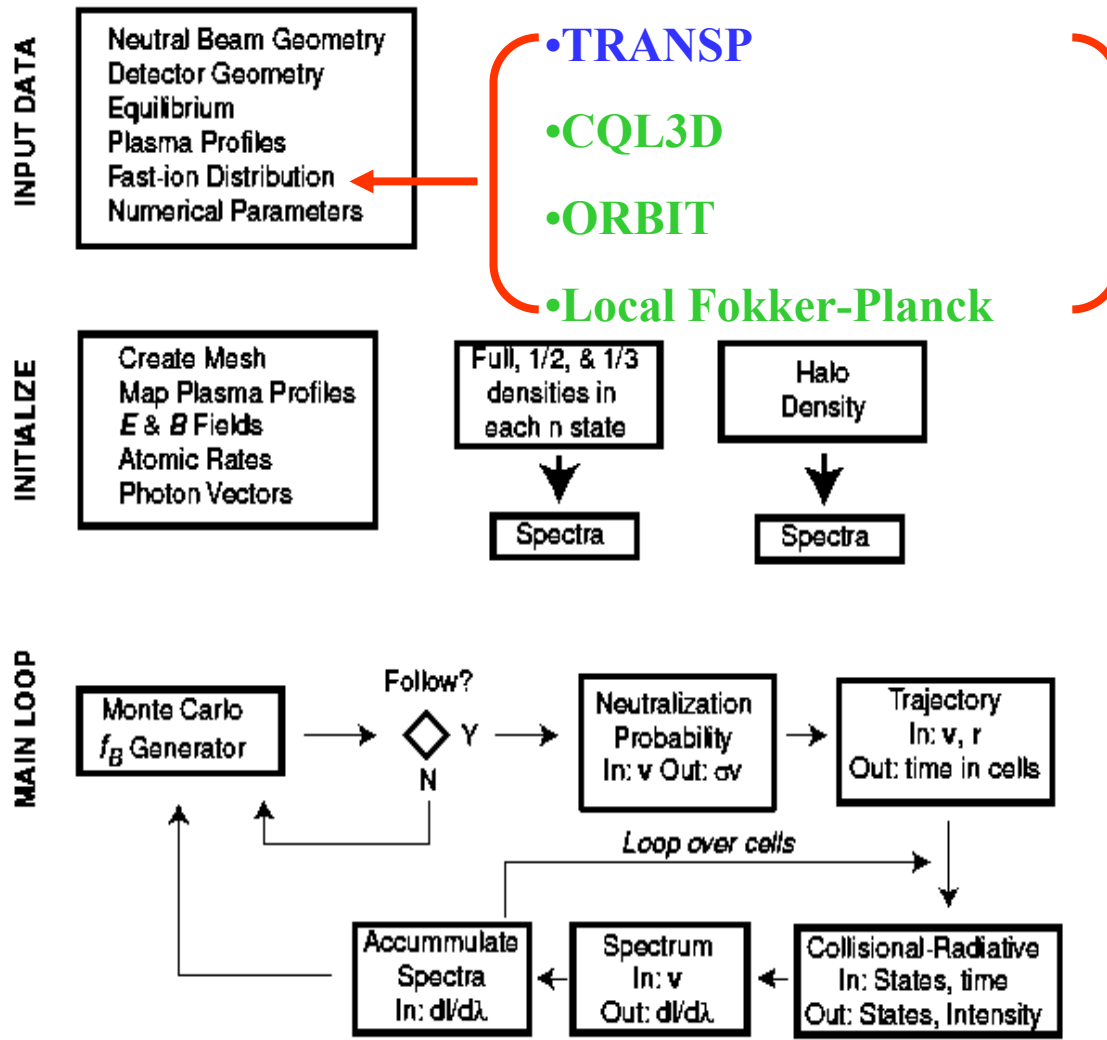 INPUT DATA
Neutral Beam Geometry
Detector Geometry
Equilibrium
Plasma Profiles
Fast-ion Distribution
Numerical Parameters
•TRANSP
•CQL3D
•ORBIT
•Local Fokker-Planck
INITIALIZE
Create Mesh
Map Plasma Profiles
E & B Fields
Atomic Rates
Photon Vectors
Full, 1/2, & 1/3
densities in
each n state
Spectra
Halo
Density
Spectra
MAIN LOOP
Monte Carlo
f_B Generator
Follow?
Y
N
Neutralization
Probability
In: v Out: σv
Trajectory
In: v, r
Out: time in cells
Loop over cells
Accummulate
Spectra
In: dI/dλ
Spectrum
In: v
Out: dI/dλ
Collisional-Radiative
In: States, time
Out: States, Intensity